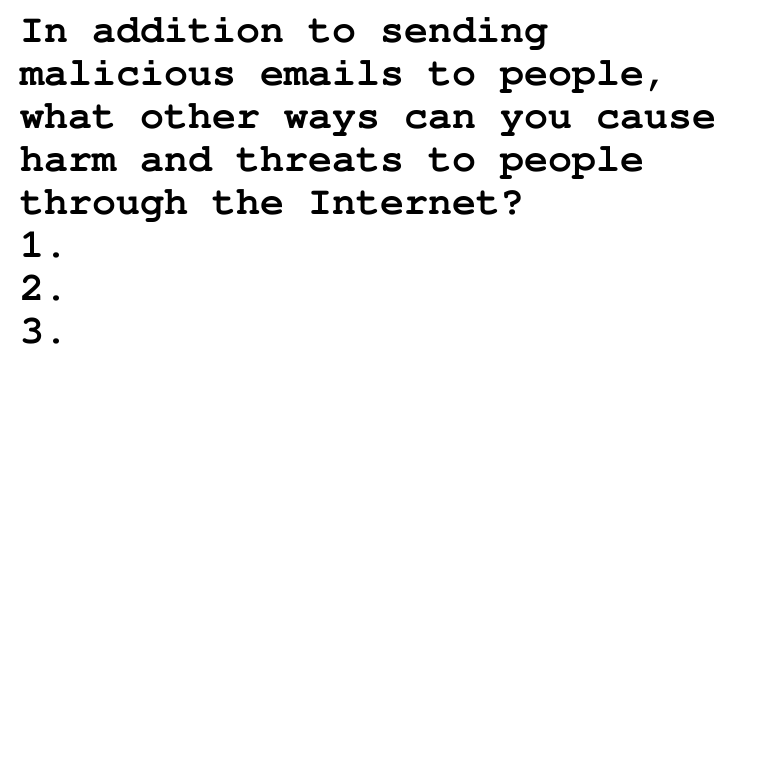 In addition to sending
malicious emails to people,
what other ways can you cause
harm and threats to people
through the Internet?
1.
2.
3.